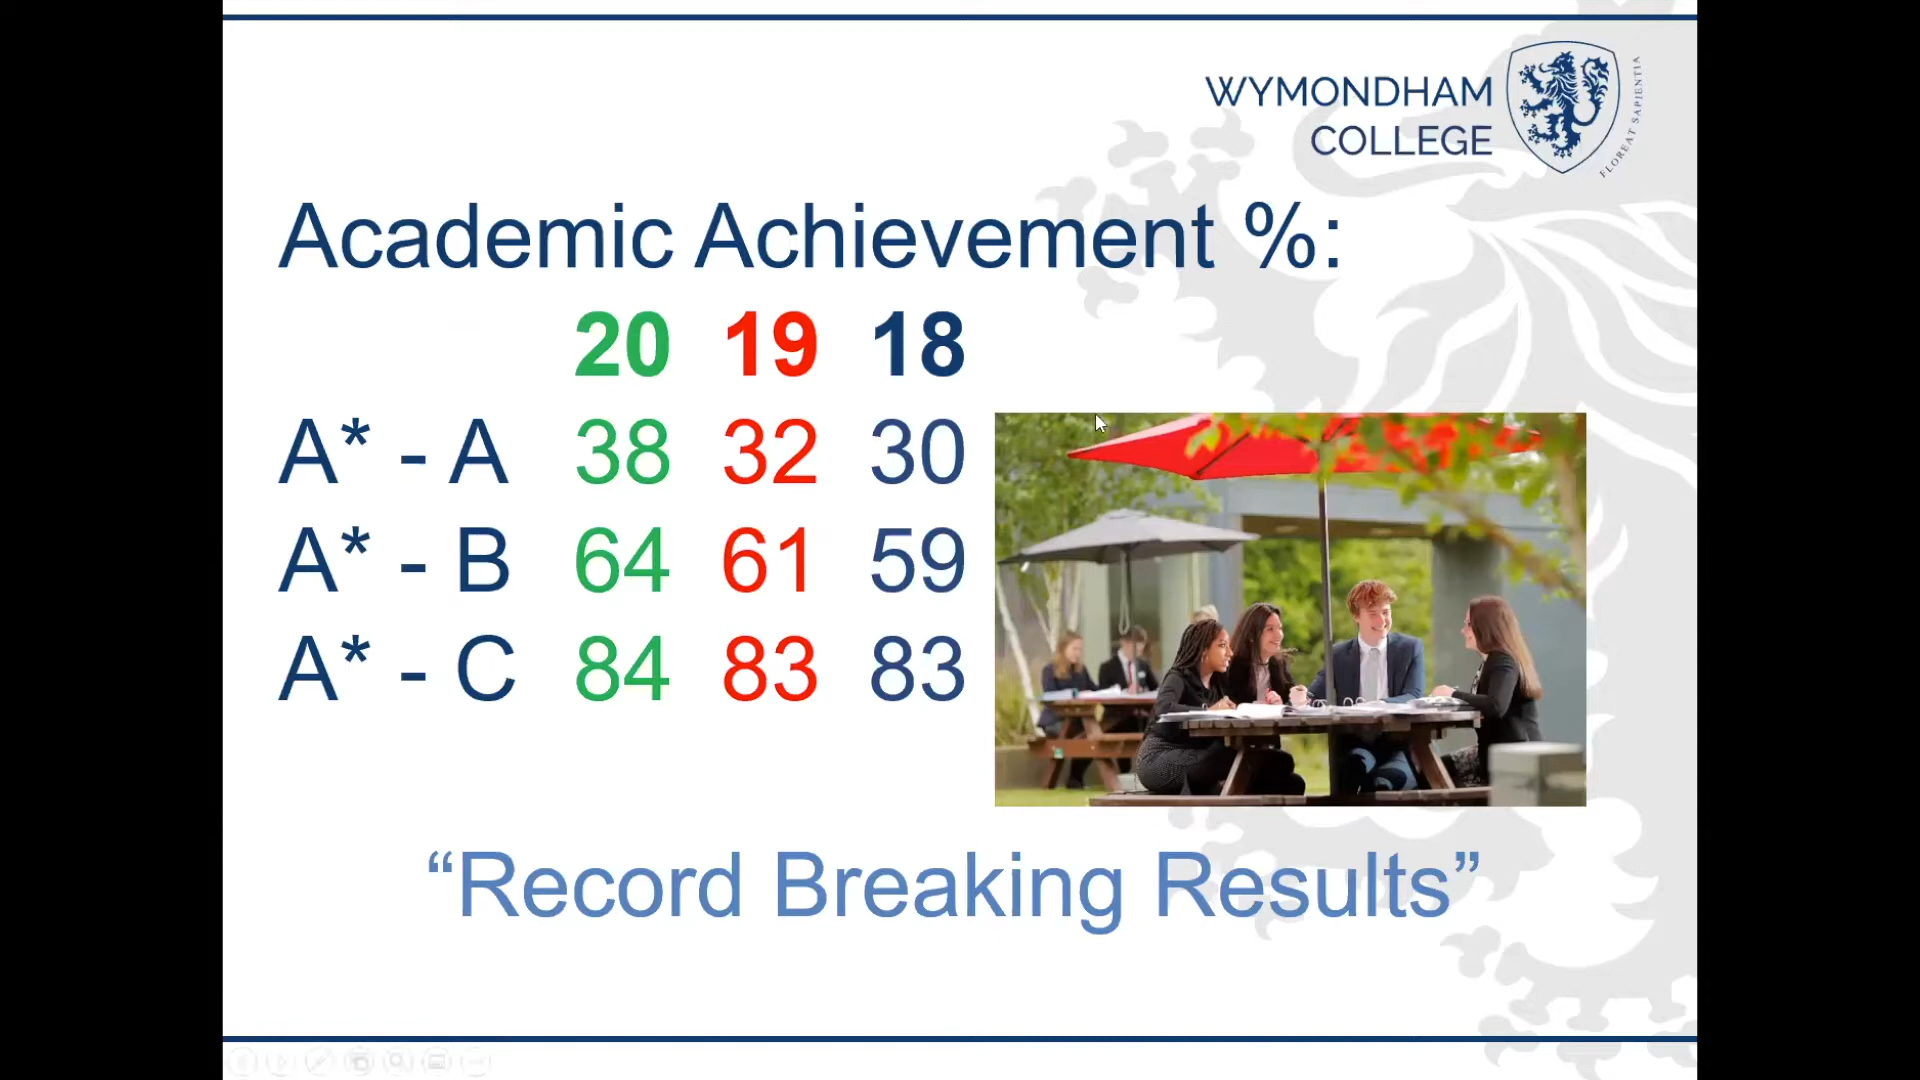 WYMONDHAM
COLLEGE
FLOREAT SAPIENTIA
Academic Achievement %:
20 19 18
A* - A 38 32 30
A* - B 64 61 59
A* - C 84 83 83
“Record Breaking Results”